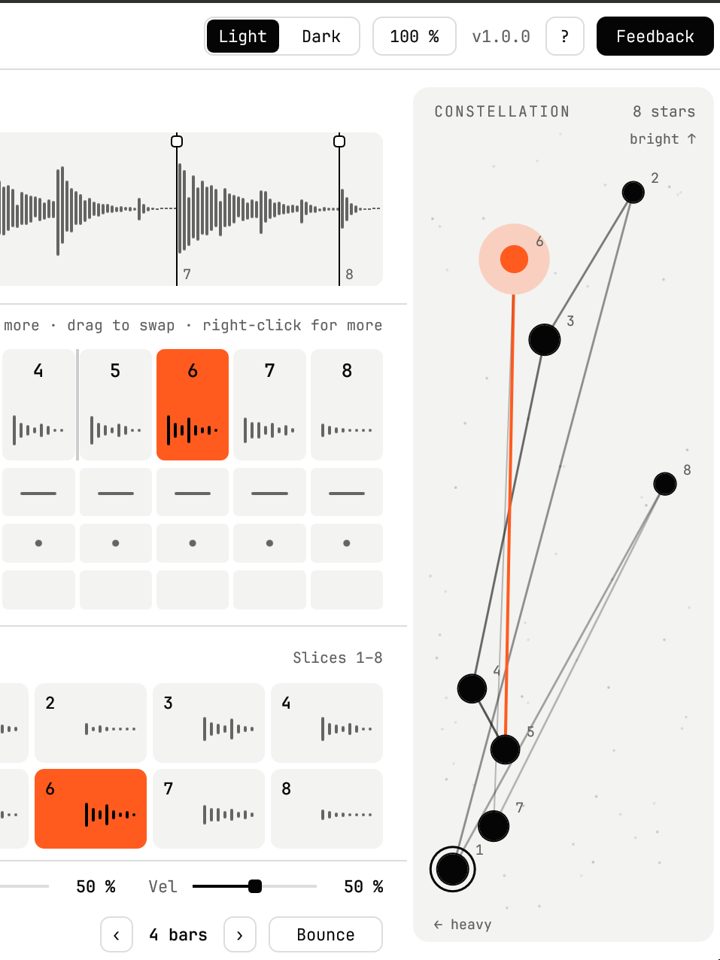 Light Dark 100 % v1.0.0 ? Feedback
CONSTELLATION 8 stars
bright ↑
7 8
more · drag to swap · right-click for more
4 5 6 7 8
Slices 1–8
2 3 4
6 7 8
50 % Vel 50 %
‹ 4 bars › Bounce
2
6
3
8
4
5
7
1
← heavy